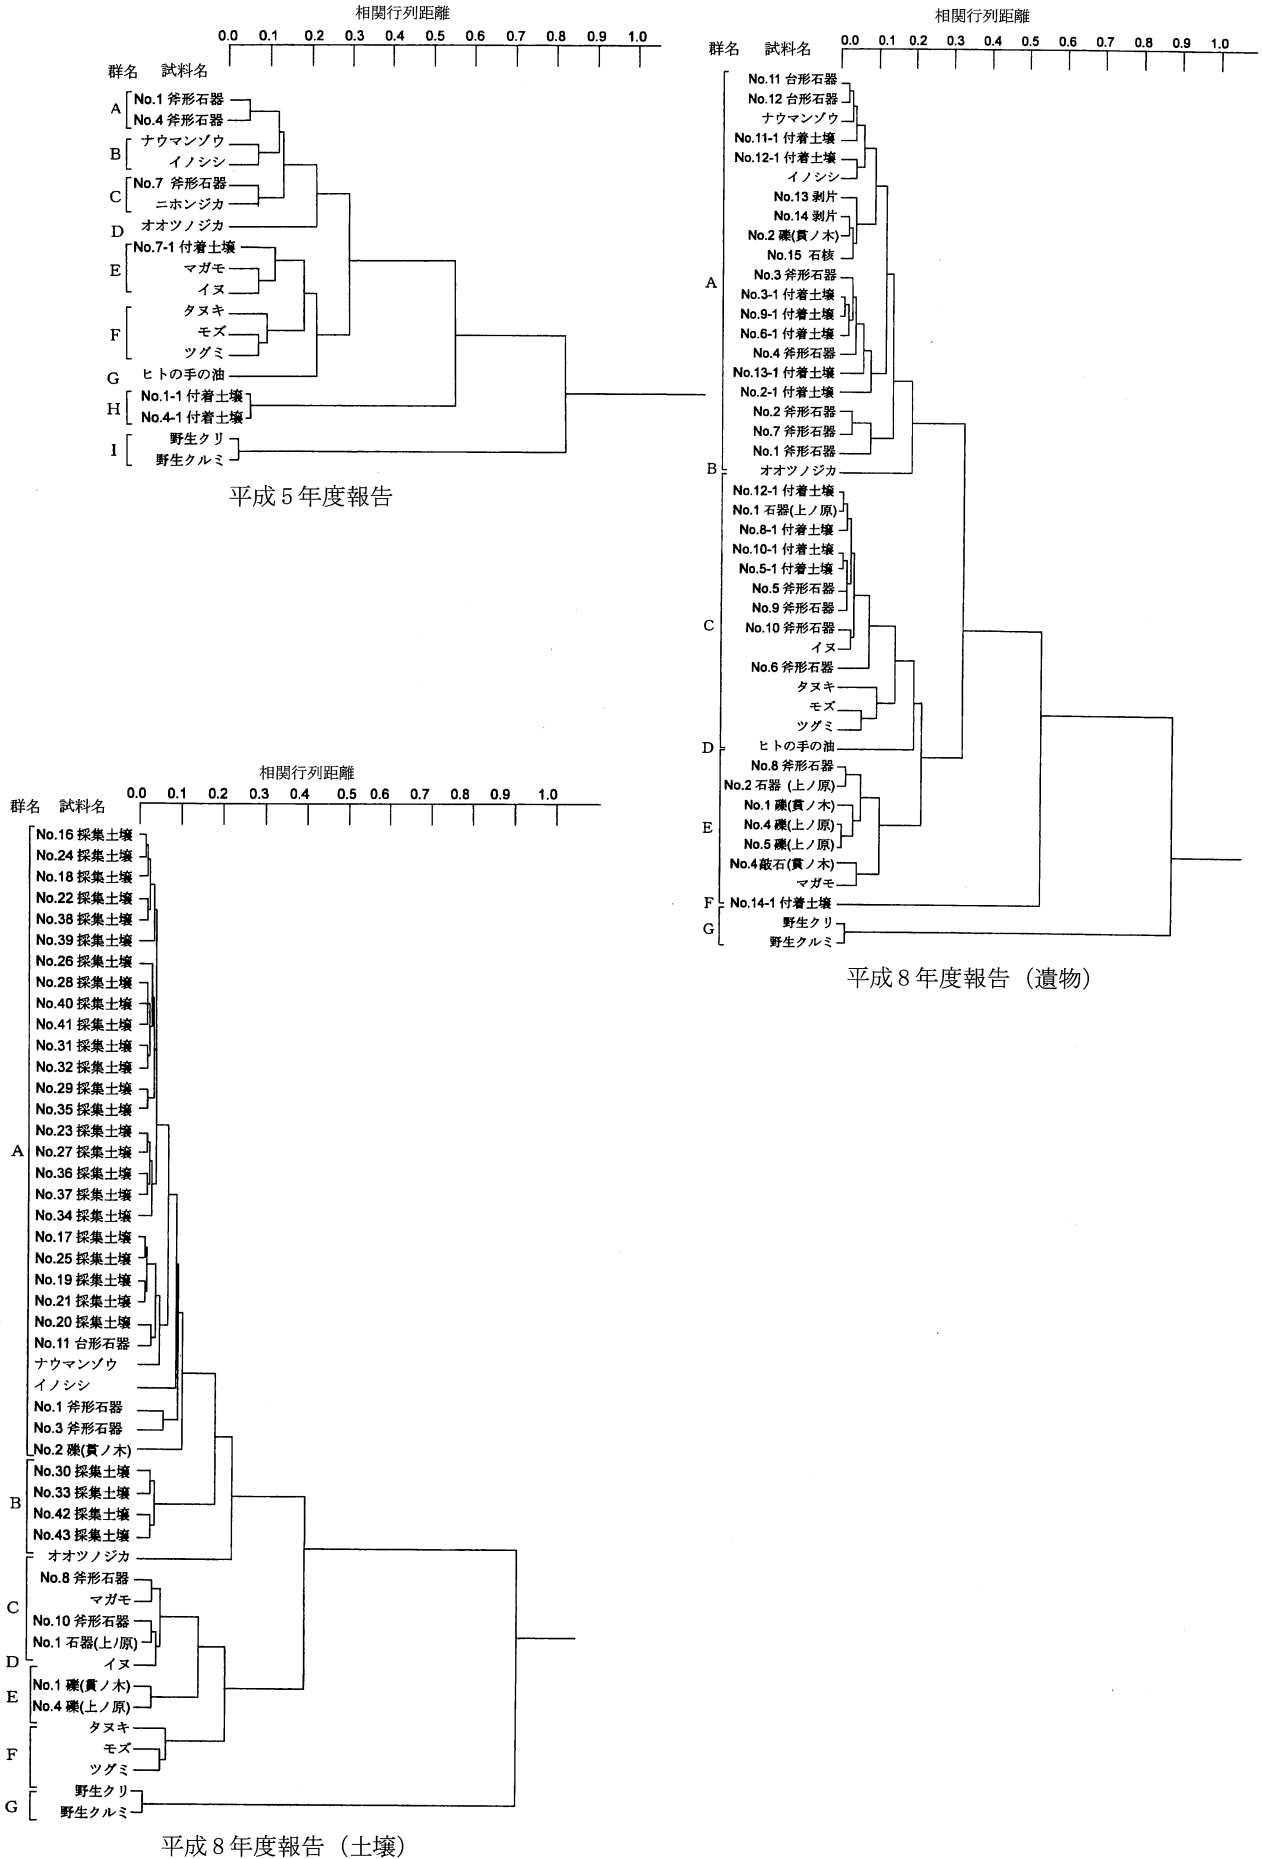 相関行列距離
0.0 0.1 0.2 0.3 0.4 0.5 0.6 0.7 0.8 0.9 1.0
群名 試料名
A
No.1 斧形石器
No.4 斧形石器
B
ナウマンゾウ
イノシシ
C
No.7 斧形石器
ニホンジカ
D オオツノジカ
E
No.7-1 付着土壌
マガモ
イヌ
F
タヌキ
モズ
ツグミ
G ヒトの手の油
H
No.1-1 付着土壌
No.4-1 付着土壌
I
野生クリ
野生クルミ
平成5年度報告
相関行列距離
0.0 0.1 0.2 0.3 0.4 0.5 0.6 0.7 0.8 0.9 1.0
群名 試料名
A
No.11 台形石器
No.12 台形石器
ナウマンゾウ
No.11-1 付着土壌
No.12-1 付着土壌
イノシシ
No.13 剥片
No.14 剥片
No.2 礫(貫ノ木)
No.15 石核
No.3 斧形石器
No.3-1 付着土壌
No.9-1 付着土壌
No.6-1 付着土壌
No.4 斧形石器
No.13-1 付着土壌
No.2-1 付着土壌
No.2 斧形石器
No.7 斧形石器
No.1 斧形石器
B オオツノジカ
C
No.12-1 付着土壌
No.1 石器(上ノ原)
No.8-1 付着土壌
No.10-1 付着土壌
No.5-1 付着土壌
No.5 斧形石器
No.9 斧形石器
No.10 斧形石器
イヌ
No.6 斧形石器
タヌキ
モズ
ツグミ
D ヒトの手の油
E
No.8 斧形石器
No.2 石器 (上ノ原)
No.1 礫(貫ノ木)
No.4 礫(上ノ原)
No.5 礫(上ノ原)
No.4 敲石(貫ノ木)
マガモ
F No.14-1 付着土壌
G
野生クリ
野生クルミ
平成8年度報告（遺物）
相関行列距離
0.0 0.1 0.2 0.3 0.4 0.5 0.6 0.7 0.8 0.9 1.0
群名 試料名
A
No.16 採集土壌
No.24 採集土壌
No.18 採集土壌
No.22 採集土壌
No.38 採集土壌
No.39 採集土壌
No.26 採集土壌
No.28 採集土壌
No.40 採集土壌
No.41 採集土壌
No.31 採集土壌
No.32 採集土壌
No.29 採集土壌
No.35 採集土壌
No.23 採集土壌
No.27 採集土壌
No.36 採集土壌
No.37 採集土壌
No.34 採集土壌
No.17 採集土壌
No.25 採集土壌
No.19 採集土壌
No.21 採集土壌
No.20 採集土壌
No.11 台形石器
ナウマンゾウ
イノシシ
No.1 斧形石器
No.3 斧形石器
No.2 礫(貫ノ木)
B
No.30 採集土壌
No.33 採集土壌
No.42 採集土壌
No.43 採集土壌
オオツノジカ
C
No.8 斧形石器
マガモ
No.10 斧形石器
No.1 石器(上ノ原)
D イヌ
E
No.1 礫(貫ノ木)
No.4 礫(上ノ原)
F
タヌキ
モズ
ツグミ
G
野生クリ
野生クルミ
平成8年度報告（土壌）